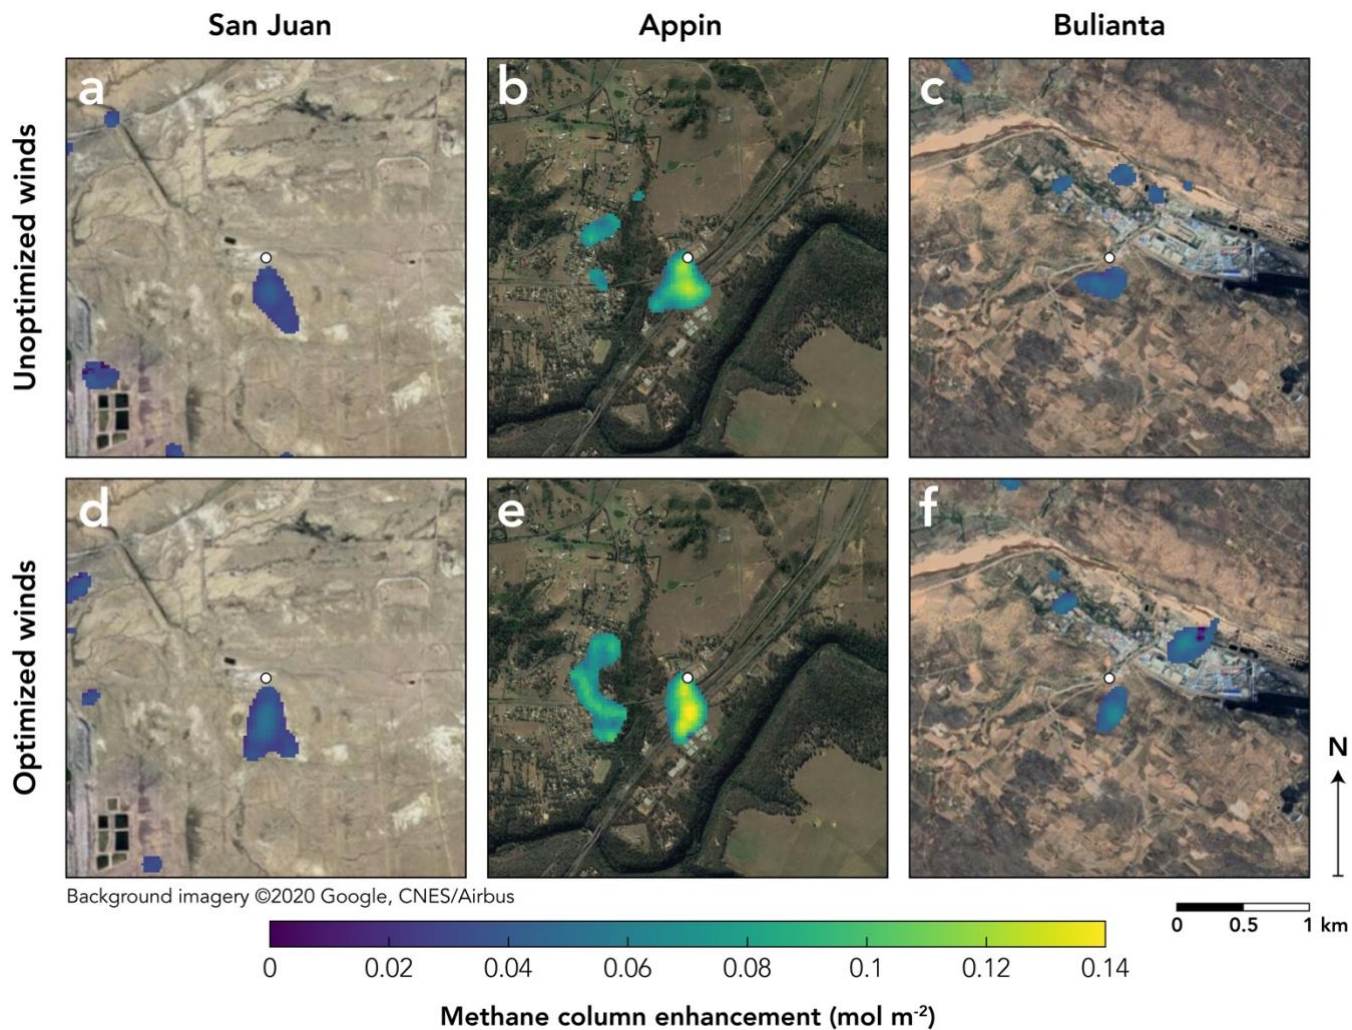 San Juan Appin Bulianta
Unoptimized winds
a b c
Optimized winds
d e f
N
Background imagery ©2020 Google, CNES/Airbus
0 0.5 1 km
0 0.02 0.04 0.06 0.08 0.1 0.12 0.14
Methane column enhancement (mol m⁻²)